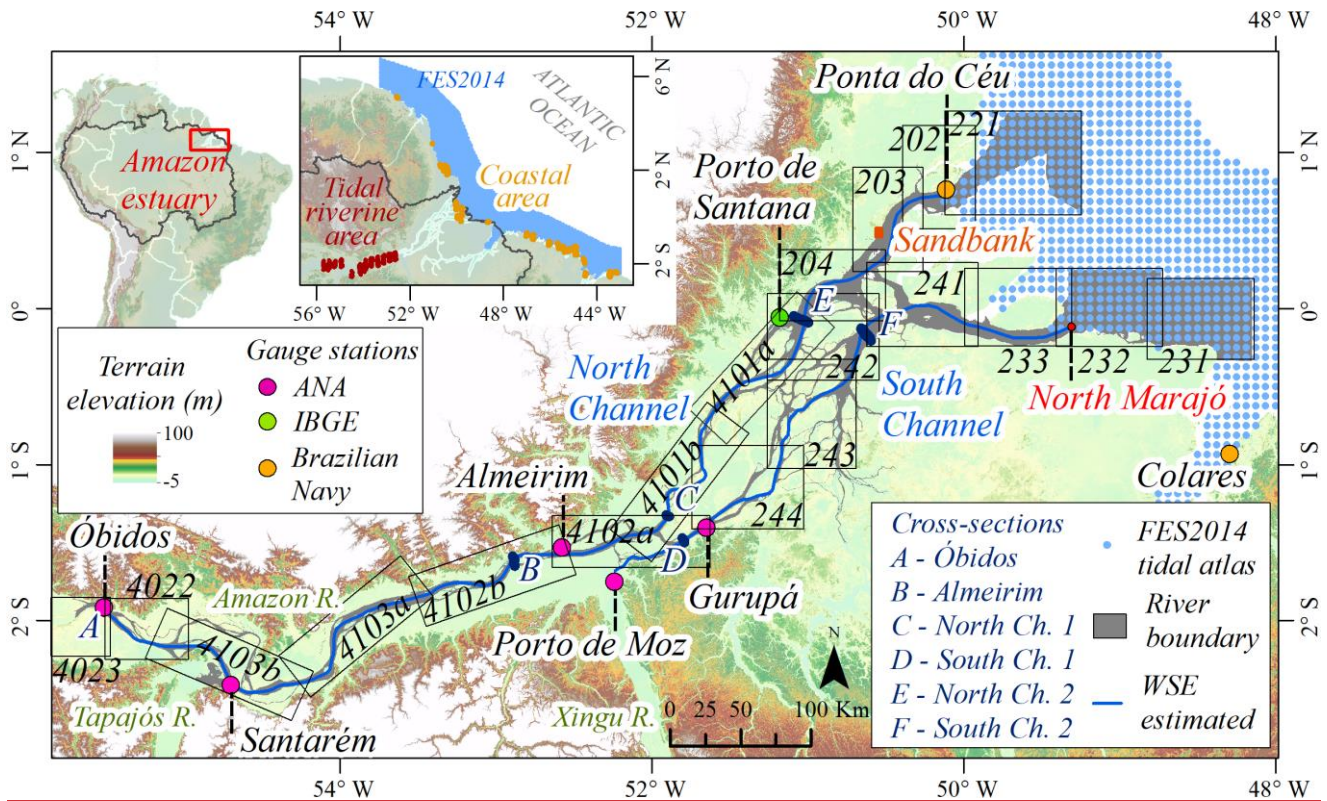 54° W
52° W
50° W
48° W
1° N
0°
1° S
2° S
Amazon
estuary
FES2014
ATLANTIC
OCEAN
Tidal
riverine
area
Coastal
area
6°N
2°N
2°S
56°W
52°W
48°W
44°W
Terrain
elevation (m)
100
-5
Gauge stations
ANA
IBGE
Brazilian
Navy
Ponta do Céu
Porto de
Santana
221
202
203
Sandbank
204
241
E
F
242
233
232
231
North Marajó
North
Channel
South
Channel
4101a
4101b
243
244
Colares
Almeirim
C
4102a
D
B
4102b
Gurupá
Porto de Moz
Óbidos
4022
A
4023
Amazon R.
4103a
4103b
Tapajós R.
Santarém
Xingu R.
N
0 25 50 100 Km
Cross-sections
A - Óbidos
B - Almeirim
C - North Ch. 1
D - South Ch. 1
E - North Ch. 2
F - South Ch. 2
FES2014
tidal atlas
River
boundary
WSE
estimated
1° N
0°
1° S
2° S
54° W
52° W
50° W
48° W